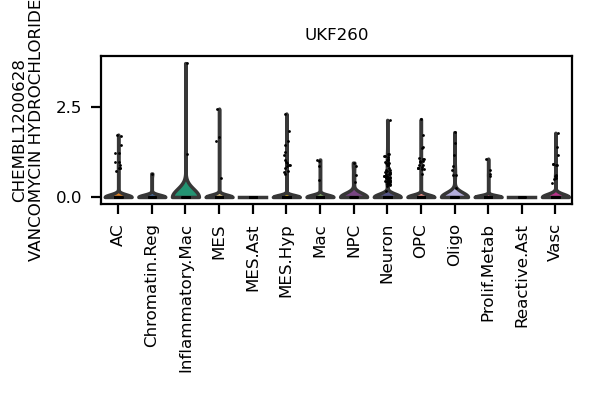 UKF260
CHEMBL1200628
VANCOMYCIN HYDROCHLORIDE
2.5
0.0
AC
Chromatin.Reg
Inflammatory.Mac
MES
MES.Ast
MES.Hyp
Mac
NPC
Neuron
OPC
Oligo
Prolif.Metab
Reactive.Ast
Vasc